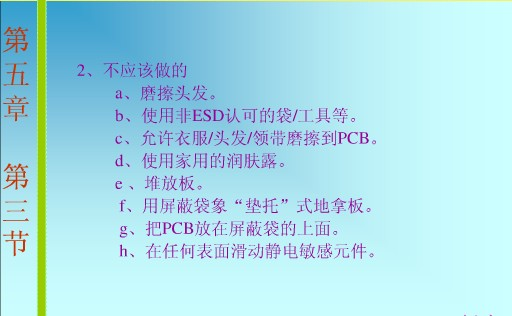 第五章 第三节
2、不应该做的
a、磨擦头发。
b、使用非ESD认可的袋/工具等。
c、允许衣服/头发/领带磨擦到PCB。
d、使用家用的润肤露。
e 、堆放板。
f、用屏蔽袋象“垫托”式地拿板。
g、把PCB放在屏蔽袋的上面。
h、在任何表面滑动静电敏感元件。